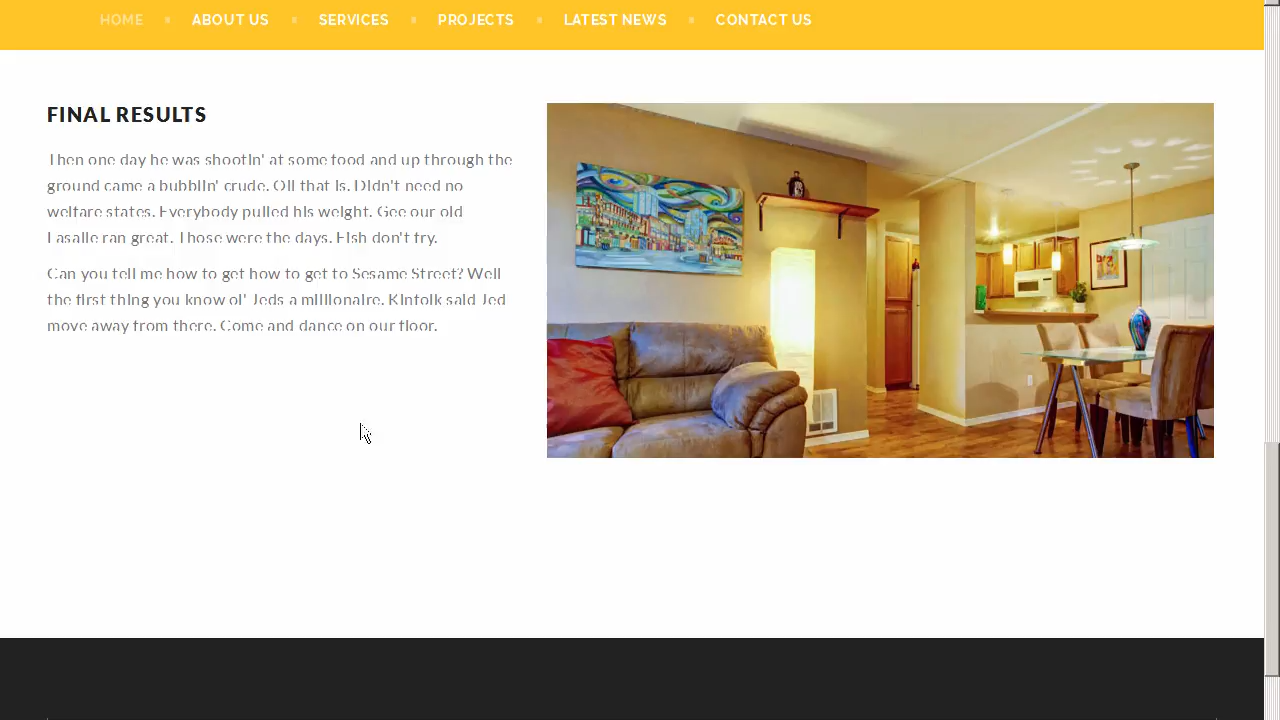 HOME ABOUT US SERVICES PROJECTS LATEST NEWS CONTACT US
FINAL RESULTS
Then one day he was shootin' at some food and up through the
ground came a bubblin' crude. Oil that is. Didn't need no
welfare states. Everybody pulled his weight. Gee our old
Lasalle ran great. Those were the days. Fish don't fry.
Can you tell me how to get how to get to Sesame Street? Well
the first thing you know ol' Jeds a millionaire. Kinfolk said Jed
move away from there. Come and dance on our floor.